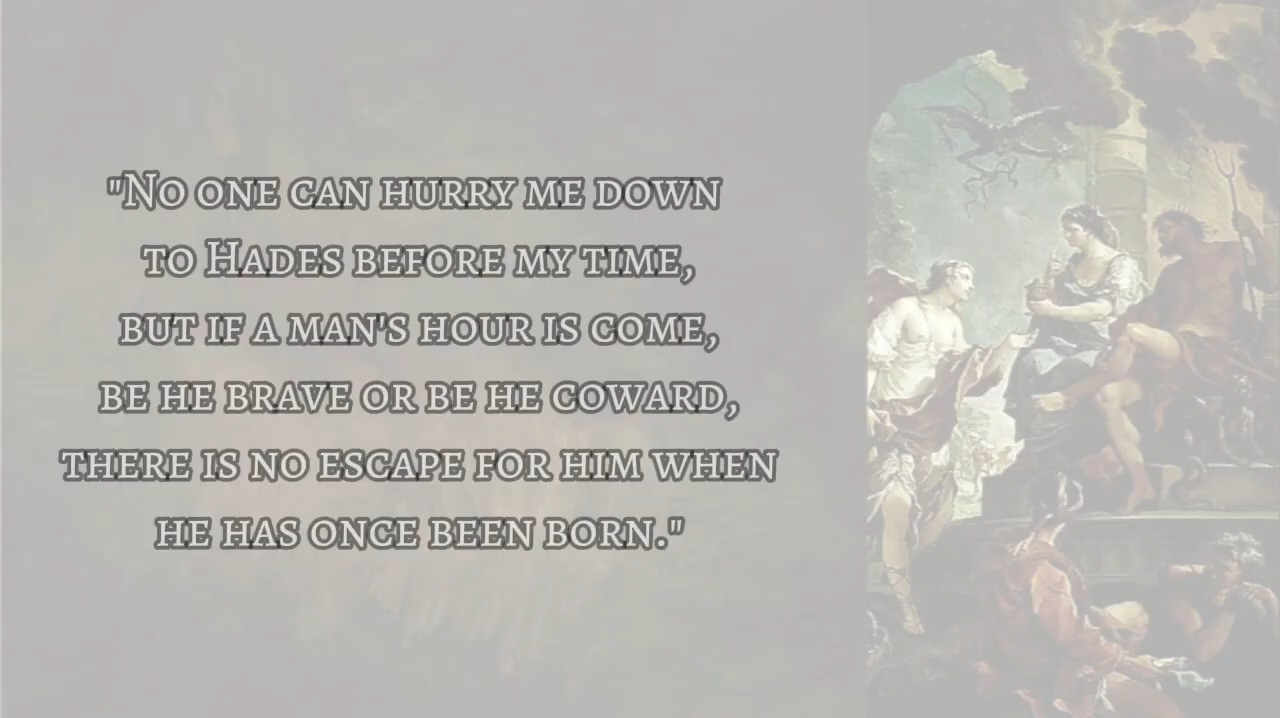 "No one can hurry me down
to Hades before my time,
but if a man's hour is come,
be he brave or be he coward,
there is no escape for him when
he has once been born."